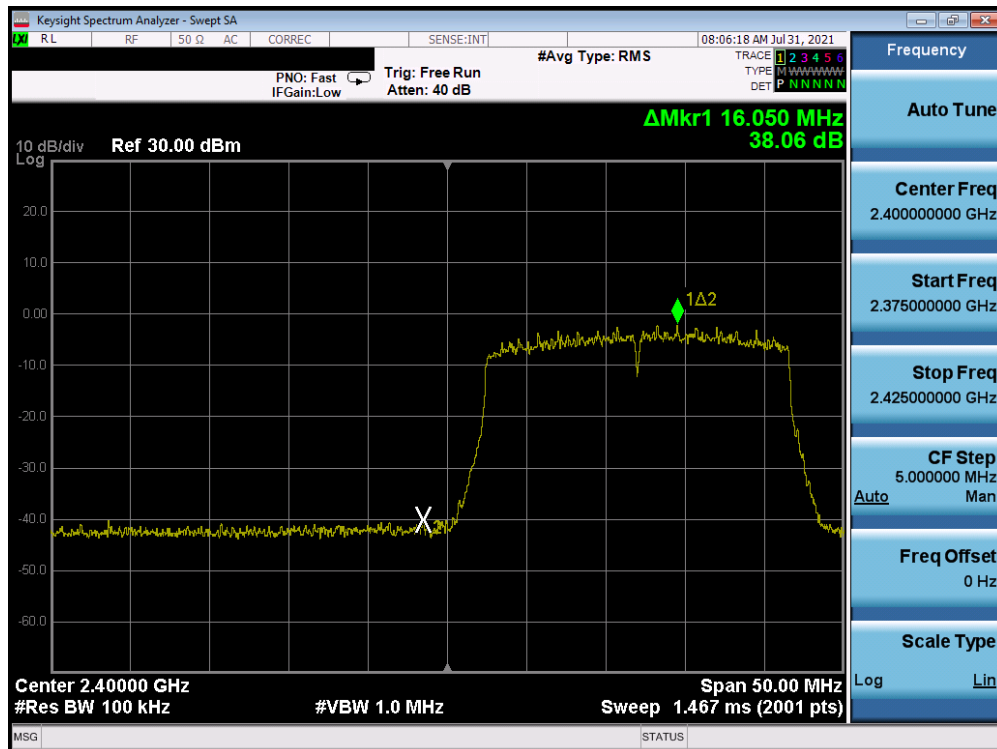 Keysight Spectrum Analyzer - Swept SA
LXI RL RF 50 Ω AC CORREC SENSE:INT 08:06:18 AM Jul 31, 2021
#Avg Type: RMS
TRACE 1 2 3 4 5 6
PNO: Fast Trig: Free Run
TYPE M WWWWW
IFGain:Low Atten: 40 dB
DET P N N N N N
ΔMkr1 16.050 MHz
38.06 dB
10 dB/div Ref 30.00 dBm
Log
20.0
10.0
0.00
-10.0
-20.0
-30.0
-40.0
-50.0
-60.0
1Δ2
X2
Center 2.40000 GHz Span 50.00 MHz
#Res BW 100 kHz #VBW 1.0 MHz Sweep 1.467 ms (2001 pts)
MSG STATUS
Frequency
Auto Tune
Center Freq
2.400000000 GHz
Start Freq
2.375000000 GHz
Stop Freq
2.425000000 GHz
CF Step
5.000000 MHz
Auto Man
Freq Offset
0 Hz
Scale Type
Log Lin